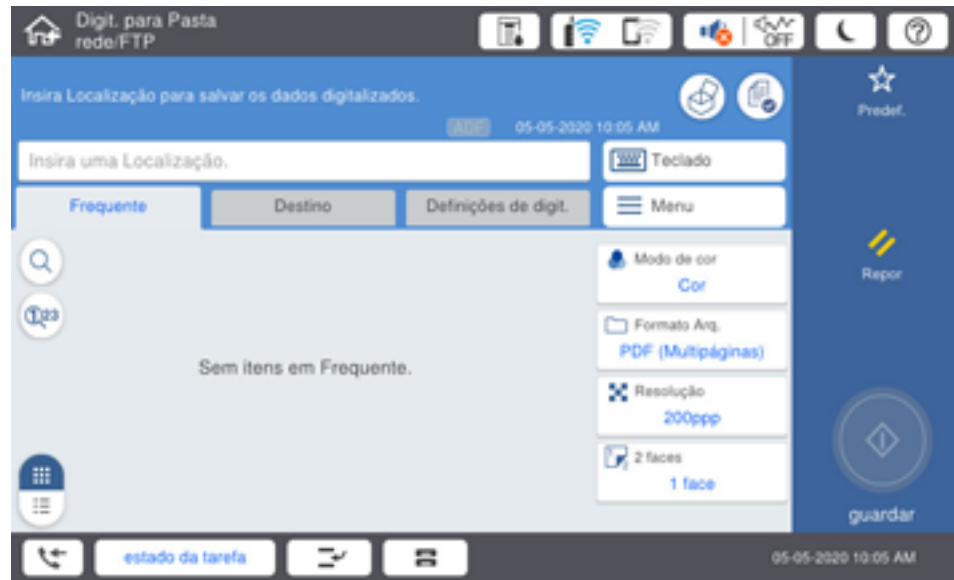 Digit. para Pasta
rede/FTP
OFF
Insira Localização para salvar os dados digitalizados.
ADF
05-05-2020 10:05 AM
Predef.
Insira uma Localização.
Teclado
Frequente
Destino
Definições de digit.
Menu
Modo de cor
Cor
Repor
123
Formato Arq.
PDF (Multipáginas)
Sem itens em Frequente.
Resolução
200ppp
2 faces
1 face
guardar
estado da tarefa
05-05-2020 10:05 AM